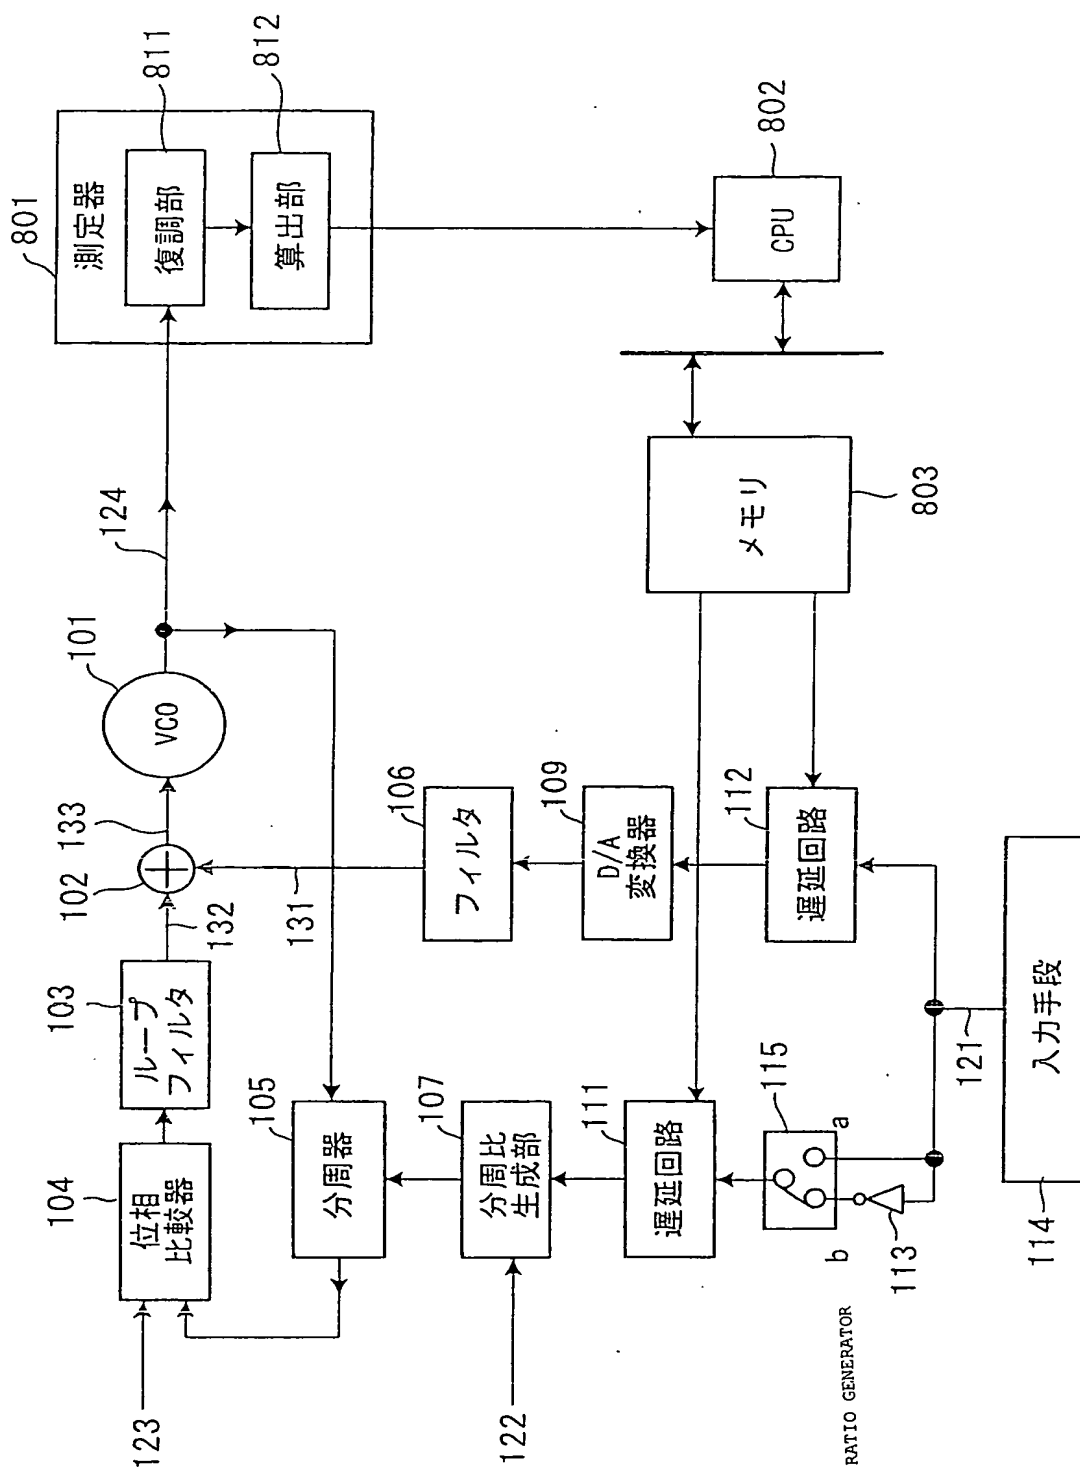 801
測定器
811
復調部
812
算出部
802
CPU
803
メモリ
124
101
VCO
133
102
132
131
103
ループ
フィルタ
104
位相
比較器
123
105
分周器
106
フィルタ
107
分周比
生成部
122
109
D/A
変換器
111
遅延回路
112
遅延回路
115
a
b
113
121
入力手段
114
RATIO GENERATOR